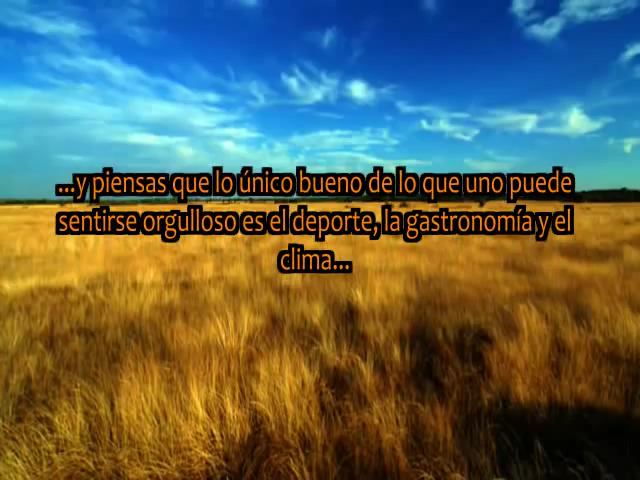 ...y piensas que lo único bueno de lo que uno puede
sentirse orgulloso es el deporte, la gastronomía y el
clima...